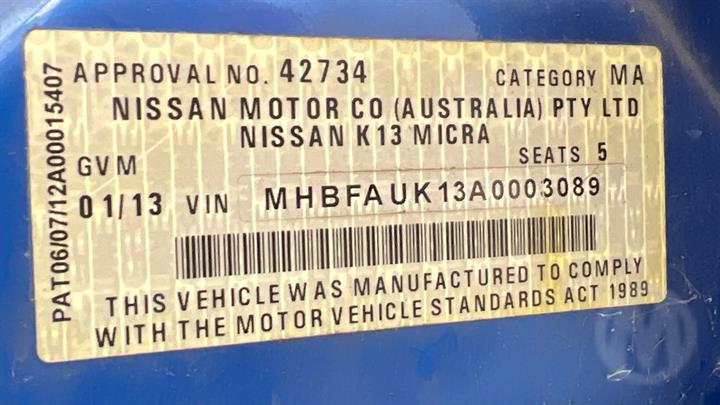 APPROVAL NO. 42734 CATEGORY MA
NISSAN MOTOR CO (AUSTRALIA) PTY LTD
NISSAN K13 MICRA
GVM SEATS 5
01/13 VIN MHBFAUK13A0003089
THIS VEHICLE WAS MANUFACTURED TO COMPLY
WITH THE MOTOR VEHICLE STANDARDS ACT 1989
PAT06/07/12A00015407